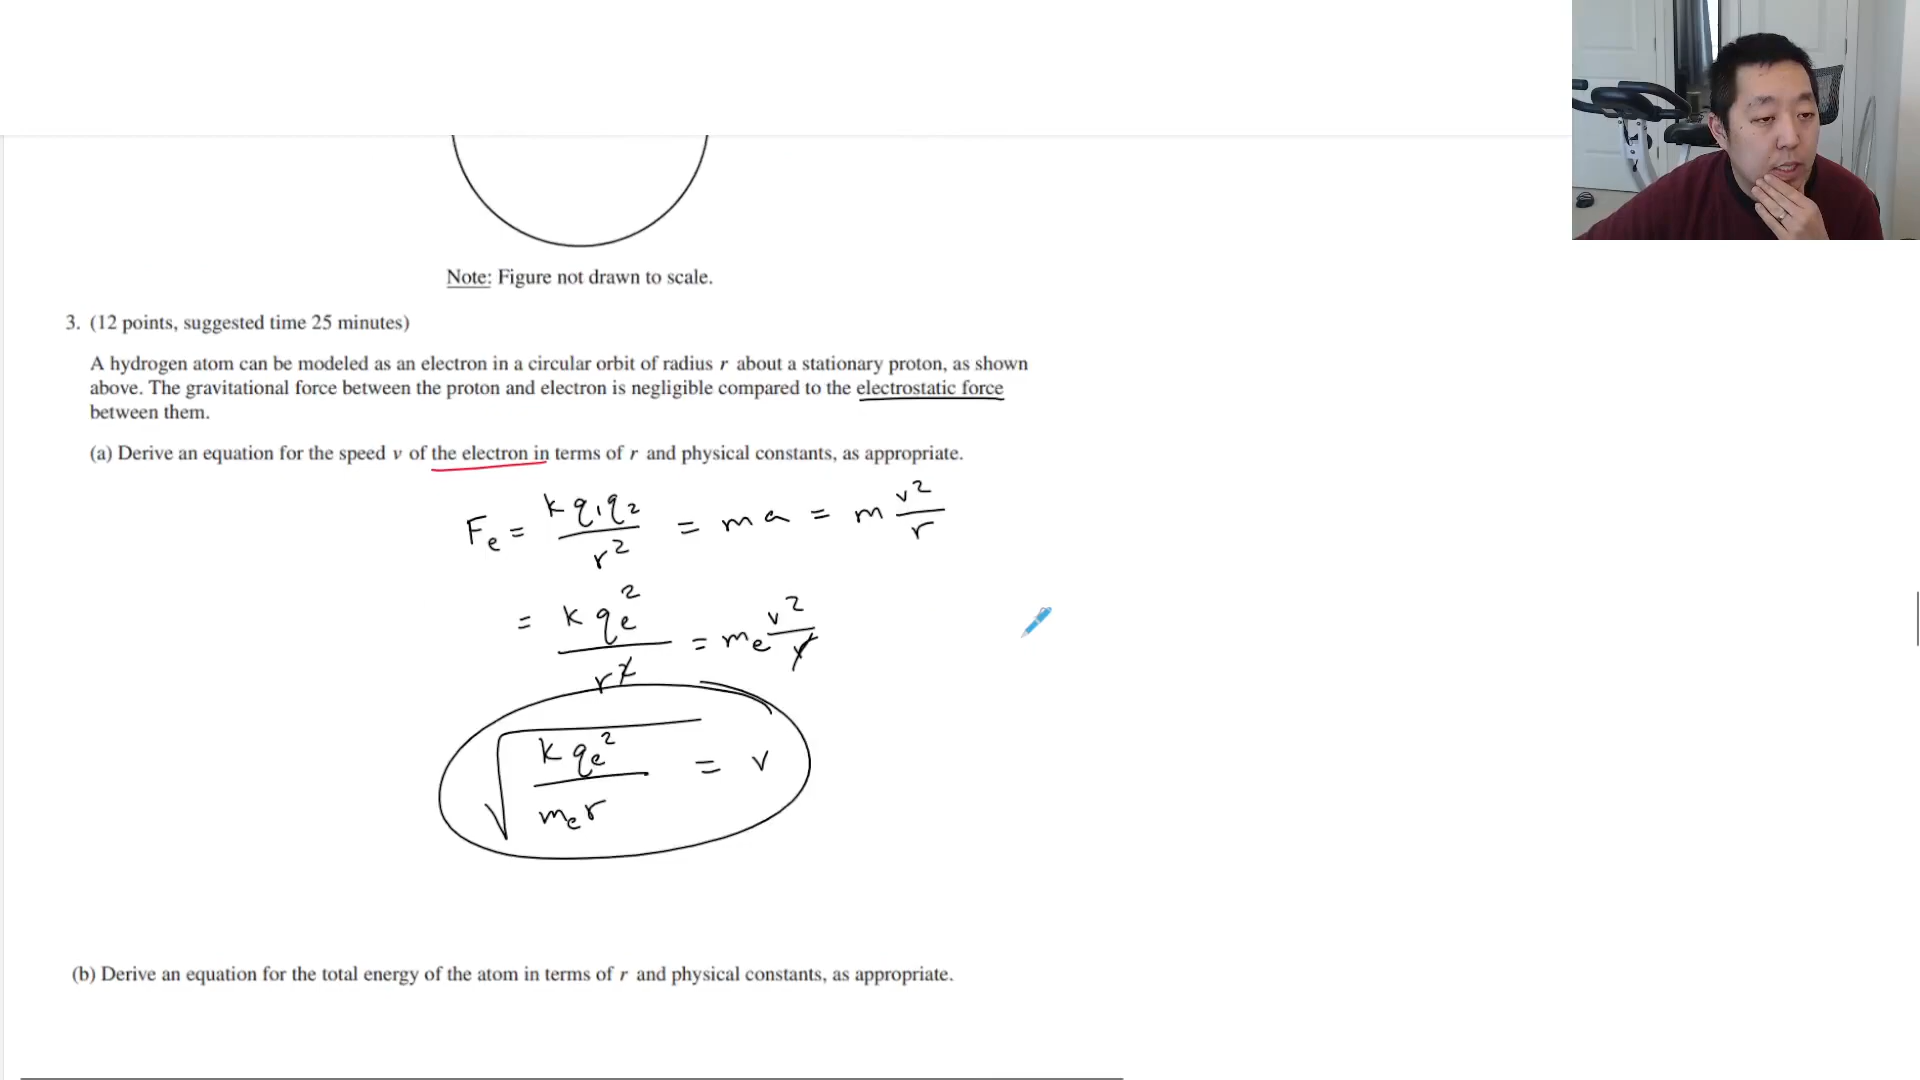 Note: Figure not drawn to scale.
3. (12 points, suggested time 25 minutes)
A hydrogen atom can be modeled as an electron in a circular orbit of radius r about a stationary proton, as shown
above. The gravitational force between the proton and electron is negligible compared to the electrostatic force
between them.
(a) Derive an equation for the speed v of the electron in terms of r and physical constants, as appropriate.
Fe = k q1q2 / r² = ma = m v² / r
= k qe² / r² = me v² / r
√(k qe² / me r) = v
(b) Derive an equation for the total energy of the atom in terms of r and physical constants, as appropriate.